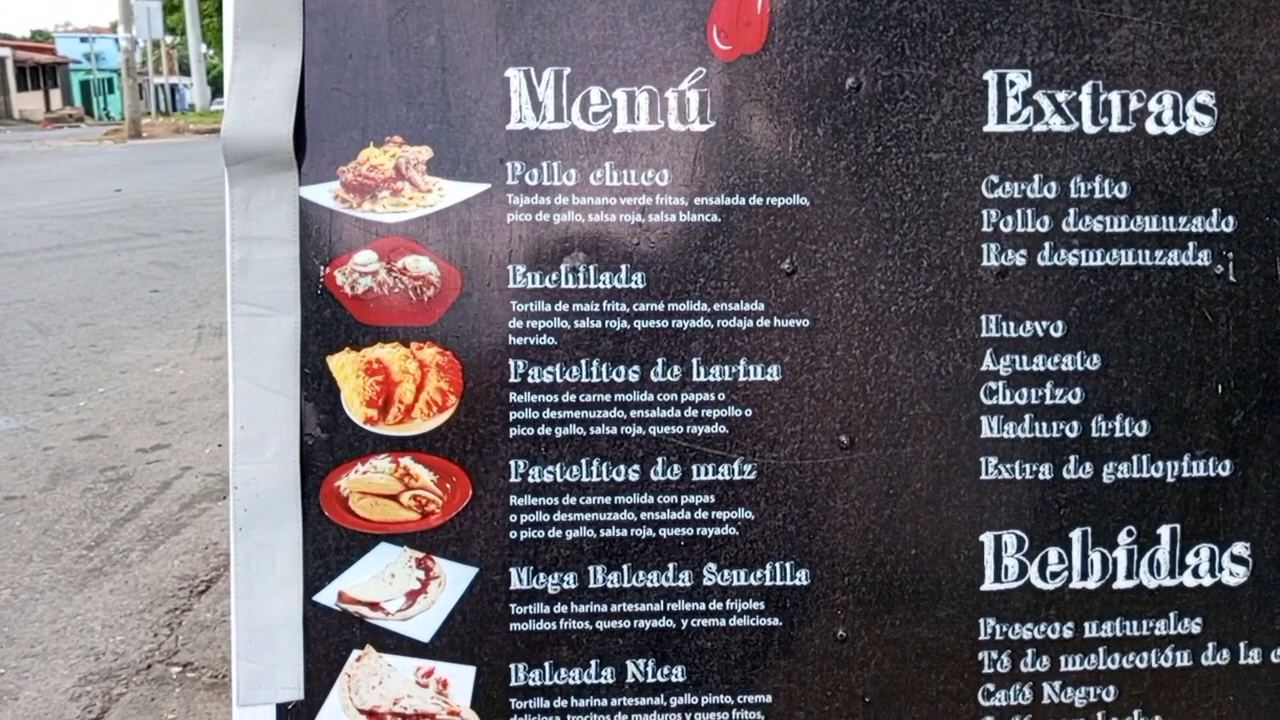 Menú
Pollo chuco
Tajadas de banano verde fritas, ensalada de repollo,
pico de gallo, salsa roja, salsa blanca.
Enchilada
Tortilla de maíz frita, carné molida, ensalada
de repollo, salsa roja, queso rayado, rodaja de huevo
hervido.
Pastelitos de harina
Rellenos de carne molida con papas o
pollo desmenuzado, ensalada de repollo o
pico de gallo, salsa roja, queso rayado.
Pastelitos de maíz
Rellenos de carne molida con papas
o pollo desmenuzado, ensalada de repollo,
o pico de gallo, salsa roja, queso rayado.
Mega Baleada Sencilla
Tortilla de harina artesanal rellena de frijoles
molidos fritos, queso rayado, y crema deliciosa.
Baleada Nica
Tortilla de harina artesanal, gallo pinto, crema
deliciosa, trocitos de maduros y queso fritos,
Extras
Cerdo frito
Pollo desmenuzado
Res desmenuzada
Huevo
Aguacate
Chorizo
Maduro frito
Extra de gallopinto
Bebidas
Frescos naturales
Té de melocotón de la
Café Negro